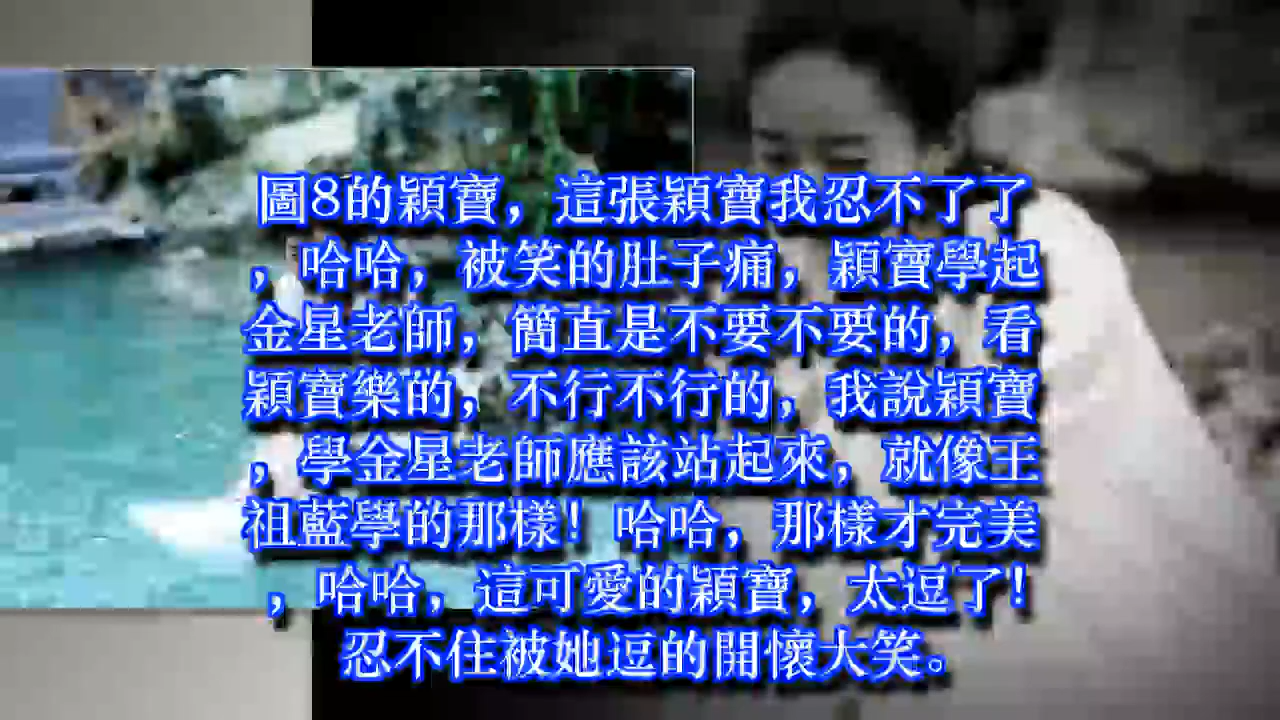 圖8的穎寶，這張穎寶我忍不了了
，哈哈，被笑的肚子痛，穎寶學起
金星老師，簡直是不要不要的，看
穎寶樂的，不行不行的，我說穎寶
，學金星老師應該站起來，就像王
祖藍學的那樣！哈哈，那樣才完美
，哈哈，這可愛的穎寶，太逗了！
忍不住被她逗的開懷大笑。